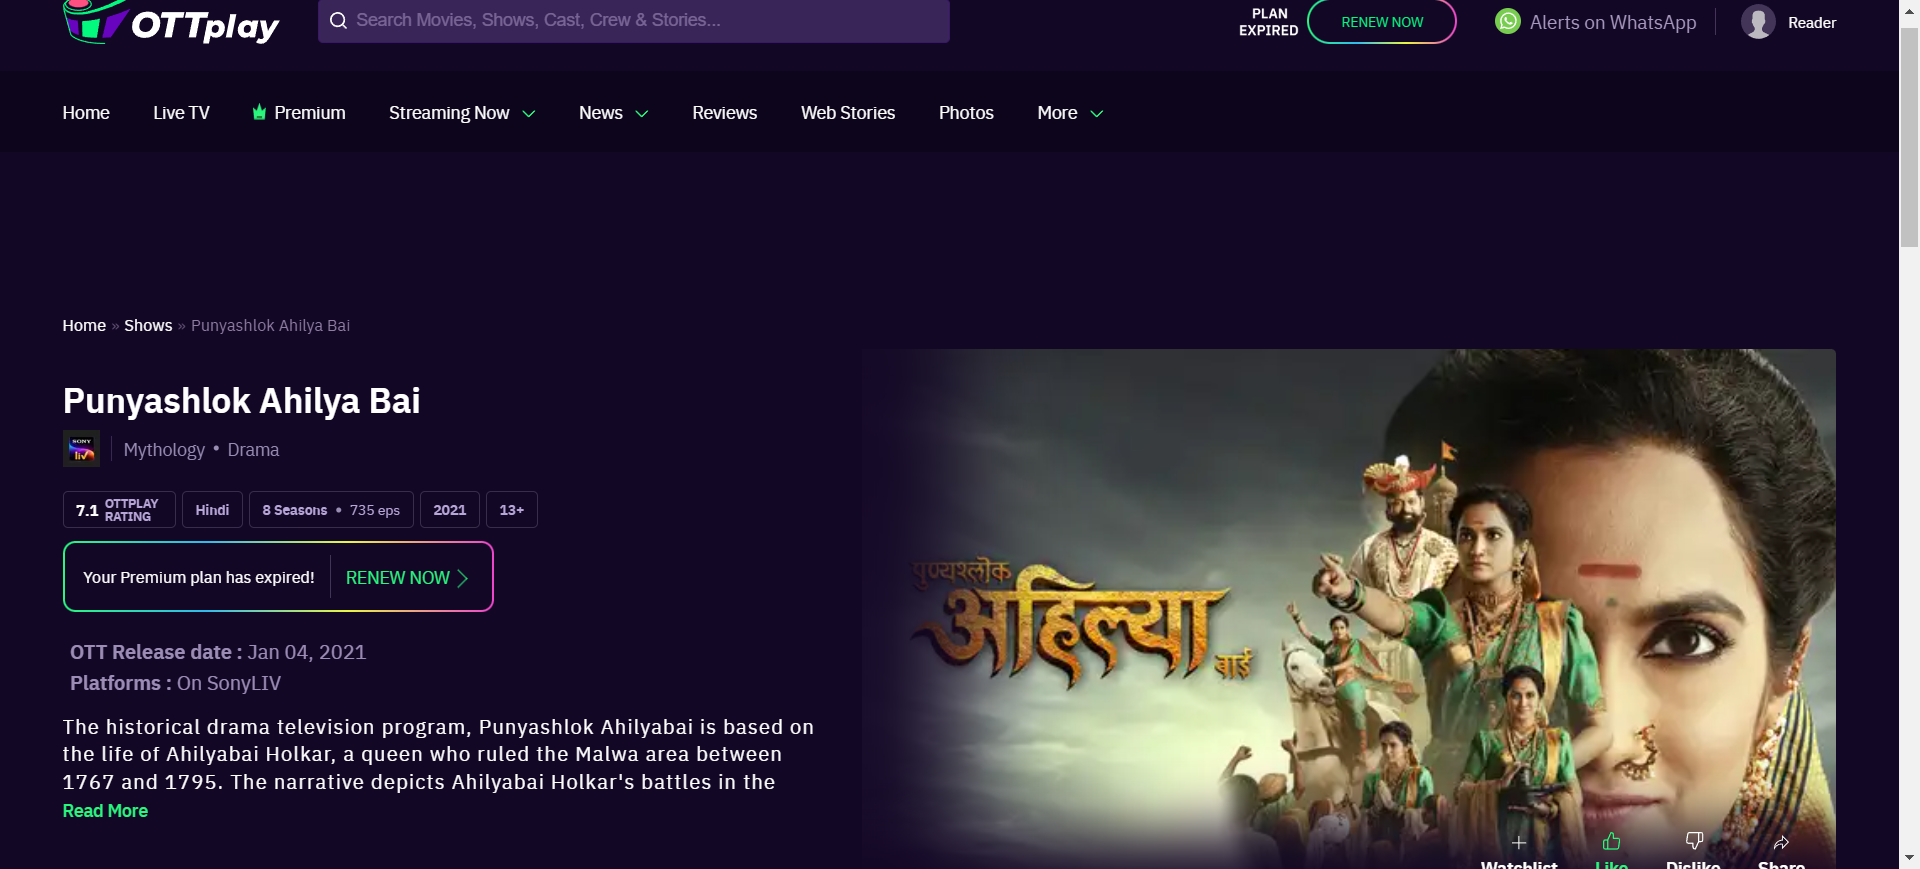 OTTplay
Search Movies, Shows, Cast, Crew & Stories...
PLAN
EXPIRED
RENEW NOW
Alerts on WhatsApp
Reader
Home
Live TV
Premium
Streaming Now
News
Reviews
Web Stories
Photos
More
Home » Shows » Punyashlok Ahilya Bai
Punyashlok Ahilya Bai
SONY
liv
Mythology • Drama
7.1 OTTPLAY
RATING
Hindi
8 Seasons • 735 eps
2021
13+
Your Premium plan has expired!
RENEW NOW
OTT Release date : Jan 04, 2021
Platforms : On SonyLIV
The historical drama television program, Punyashlok Ahilyabai is based on
the life of Ahilyabai Holkar, a queen who ruled the Malwa area between
1767 and 1795. The narrative depicts Ahilyabai Holkar's battles in the
Read More
पुण्यश्लोक
अहिल्या
बाई
Watchlist
Like
Dislike
Share